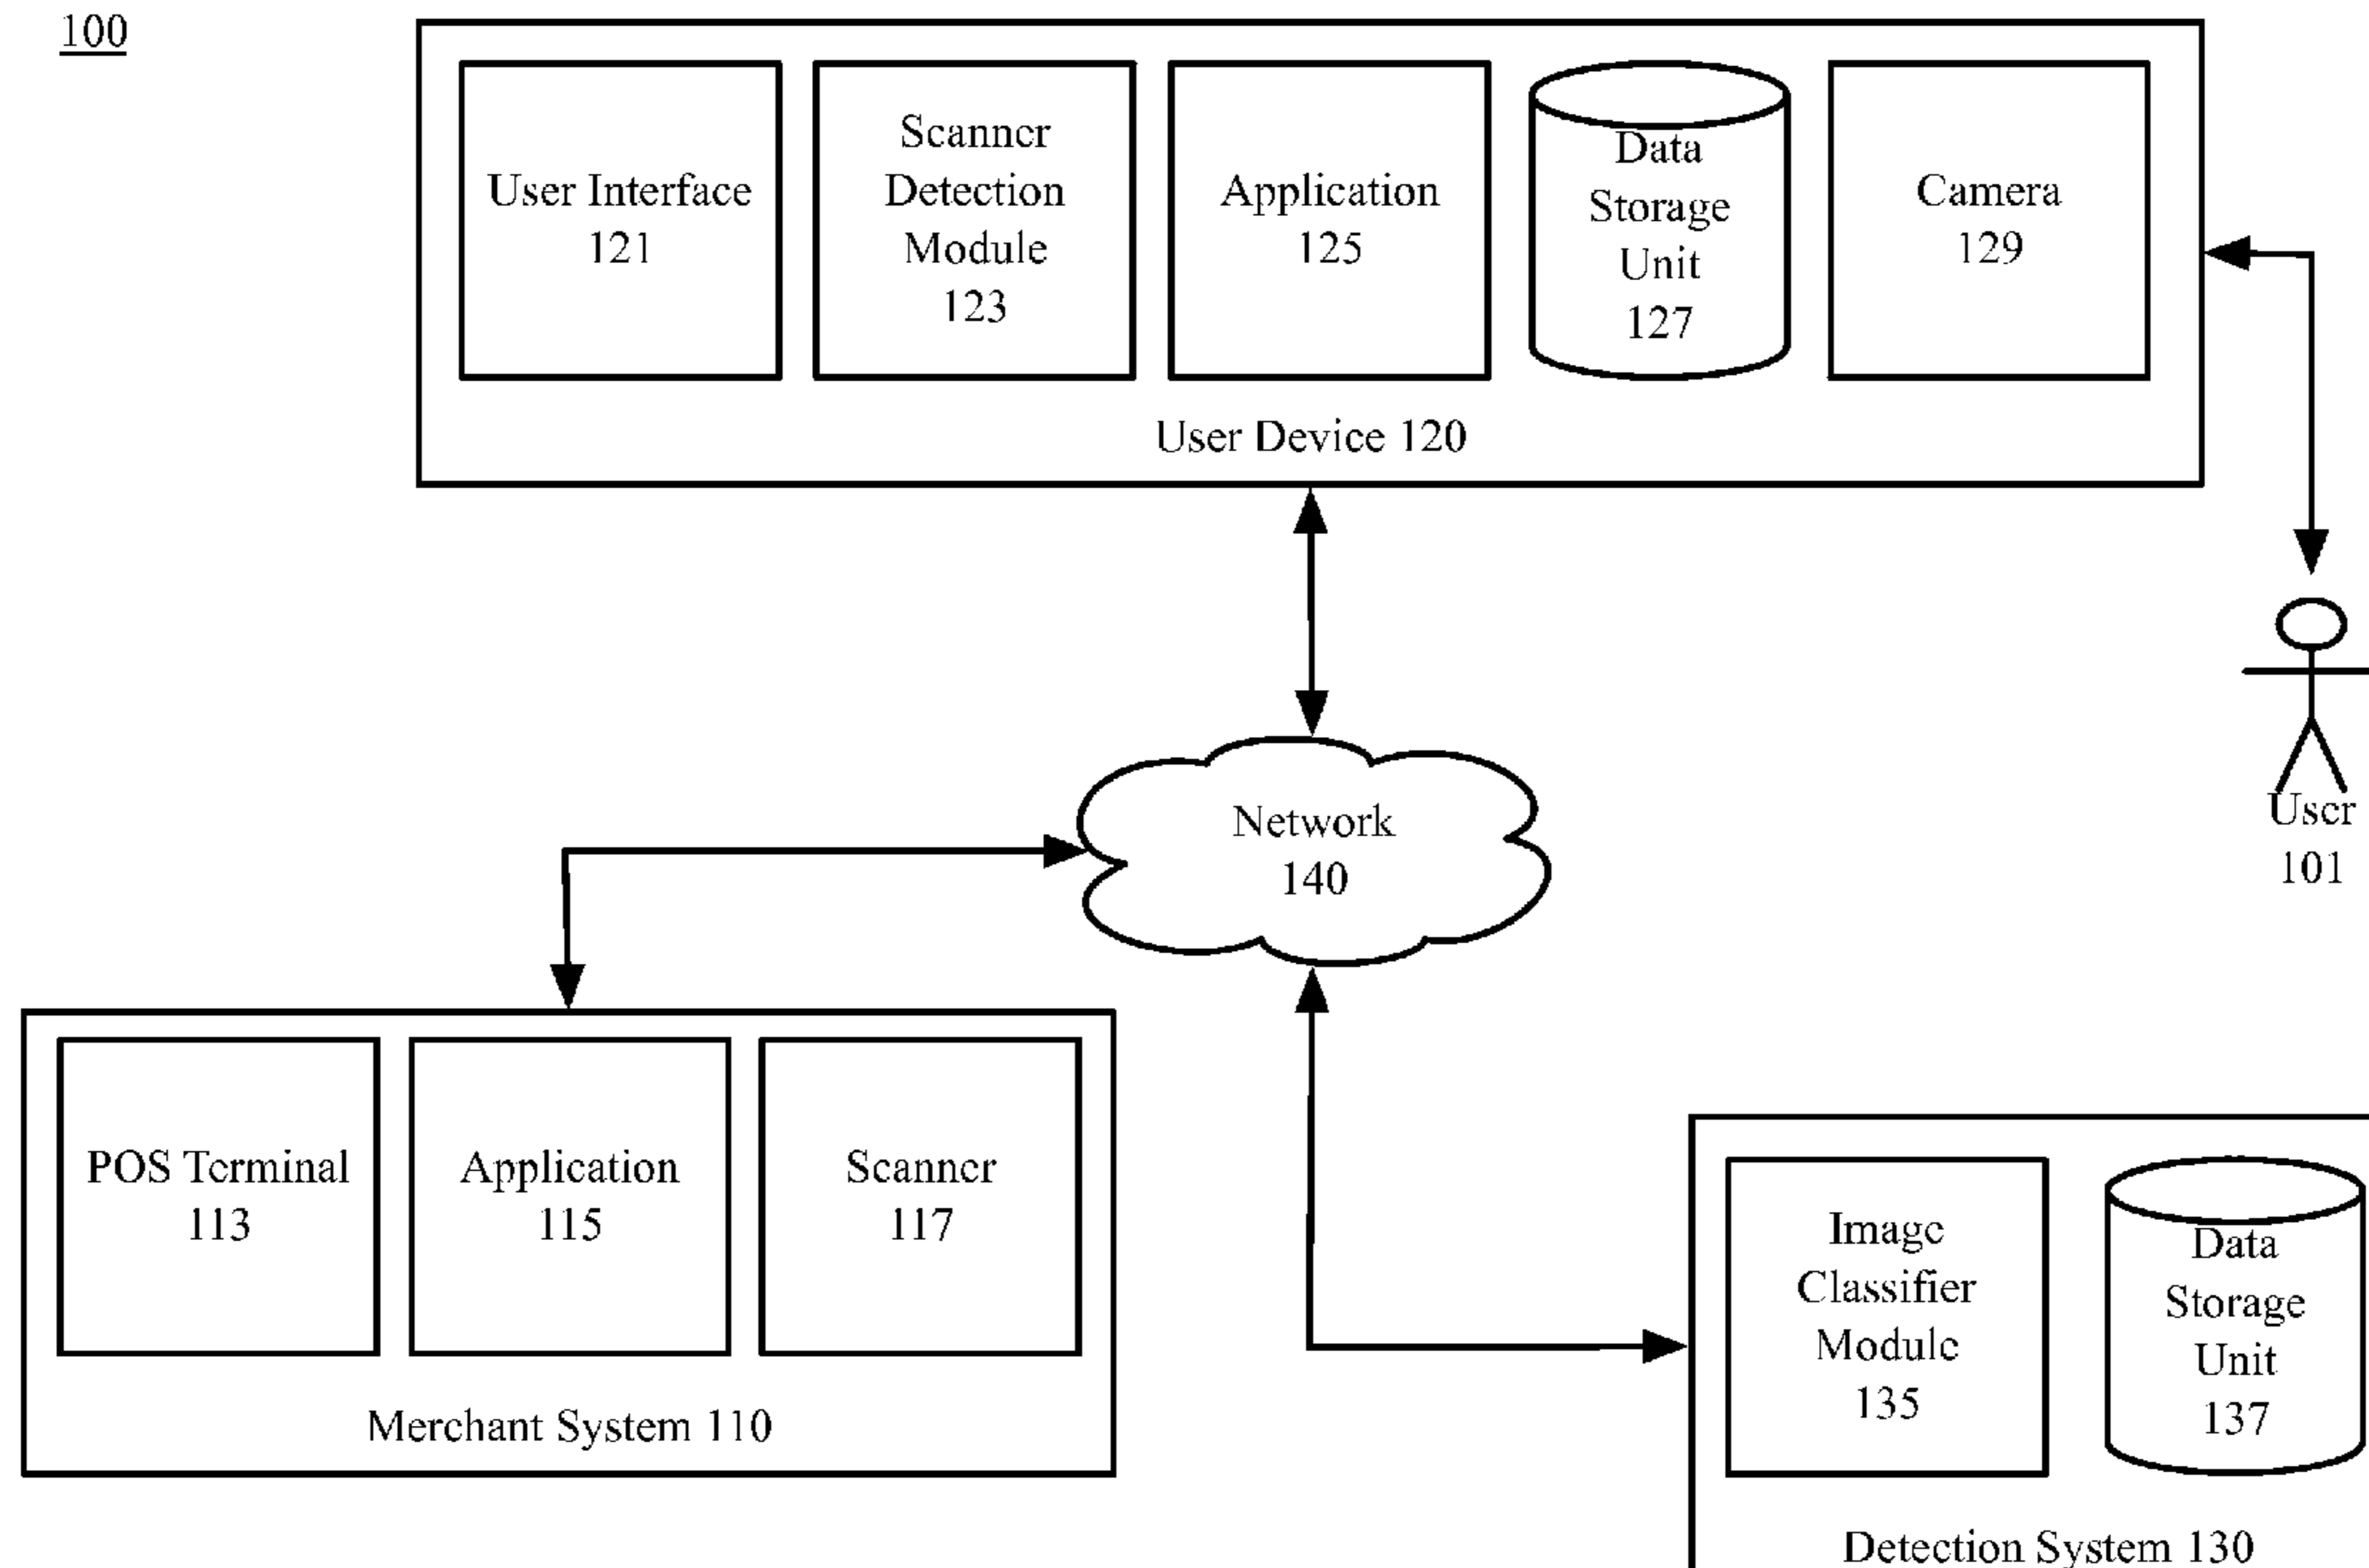 100
User Interface
121
Scanner
Detection
Module
123
Application
125
Data
Storage
Unit
127
Camera
129
User Device 120
User
101
Network
140
POS Terminal
113
Application
115
Scanner
117
Merchant System 110
Image
Classifier
Module
135
Data
Storage
Unit
137
Detection System 130